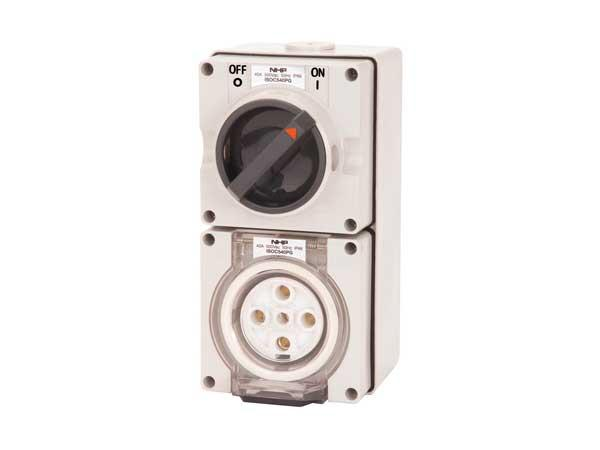 OFF
O
NHP
40A 500Vac 50Hz IP66
ISOC540PG
ON
I
NHP
40A 500Vac 50Hz IP66
ISOC540PG